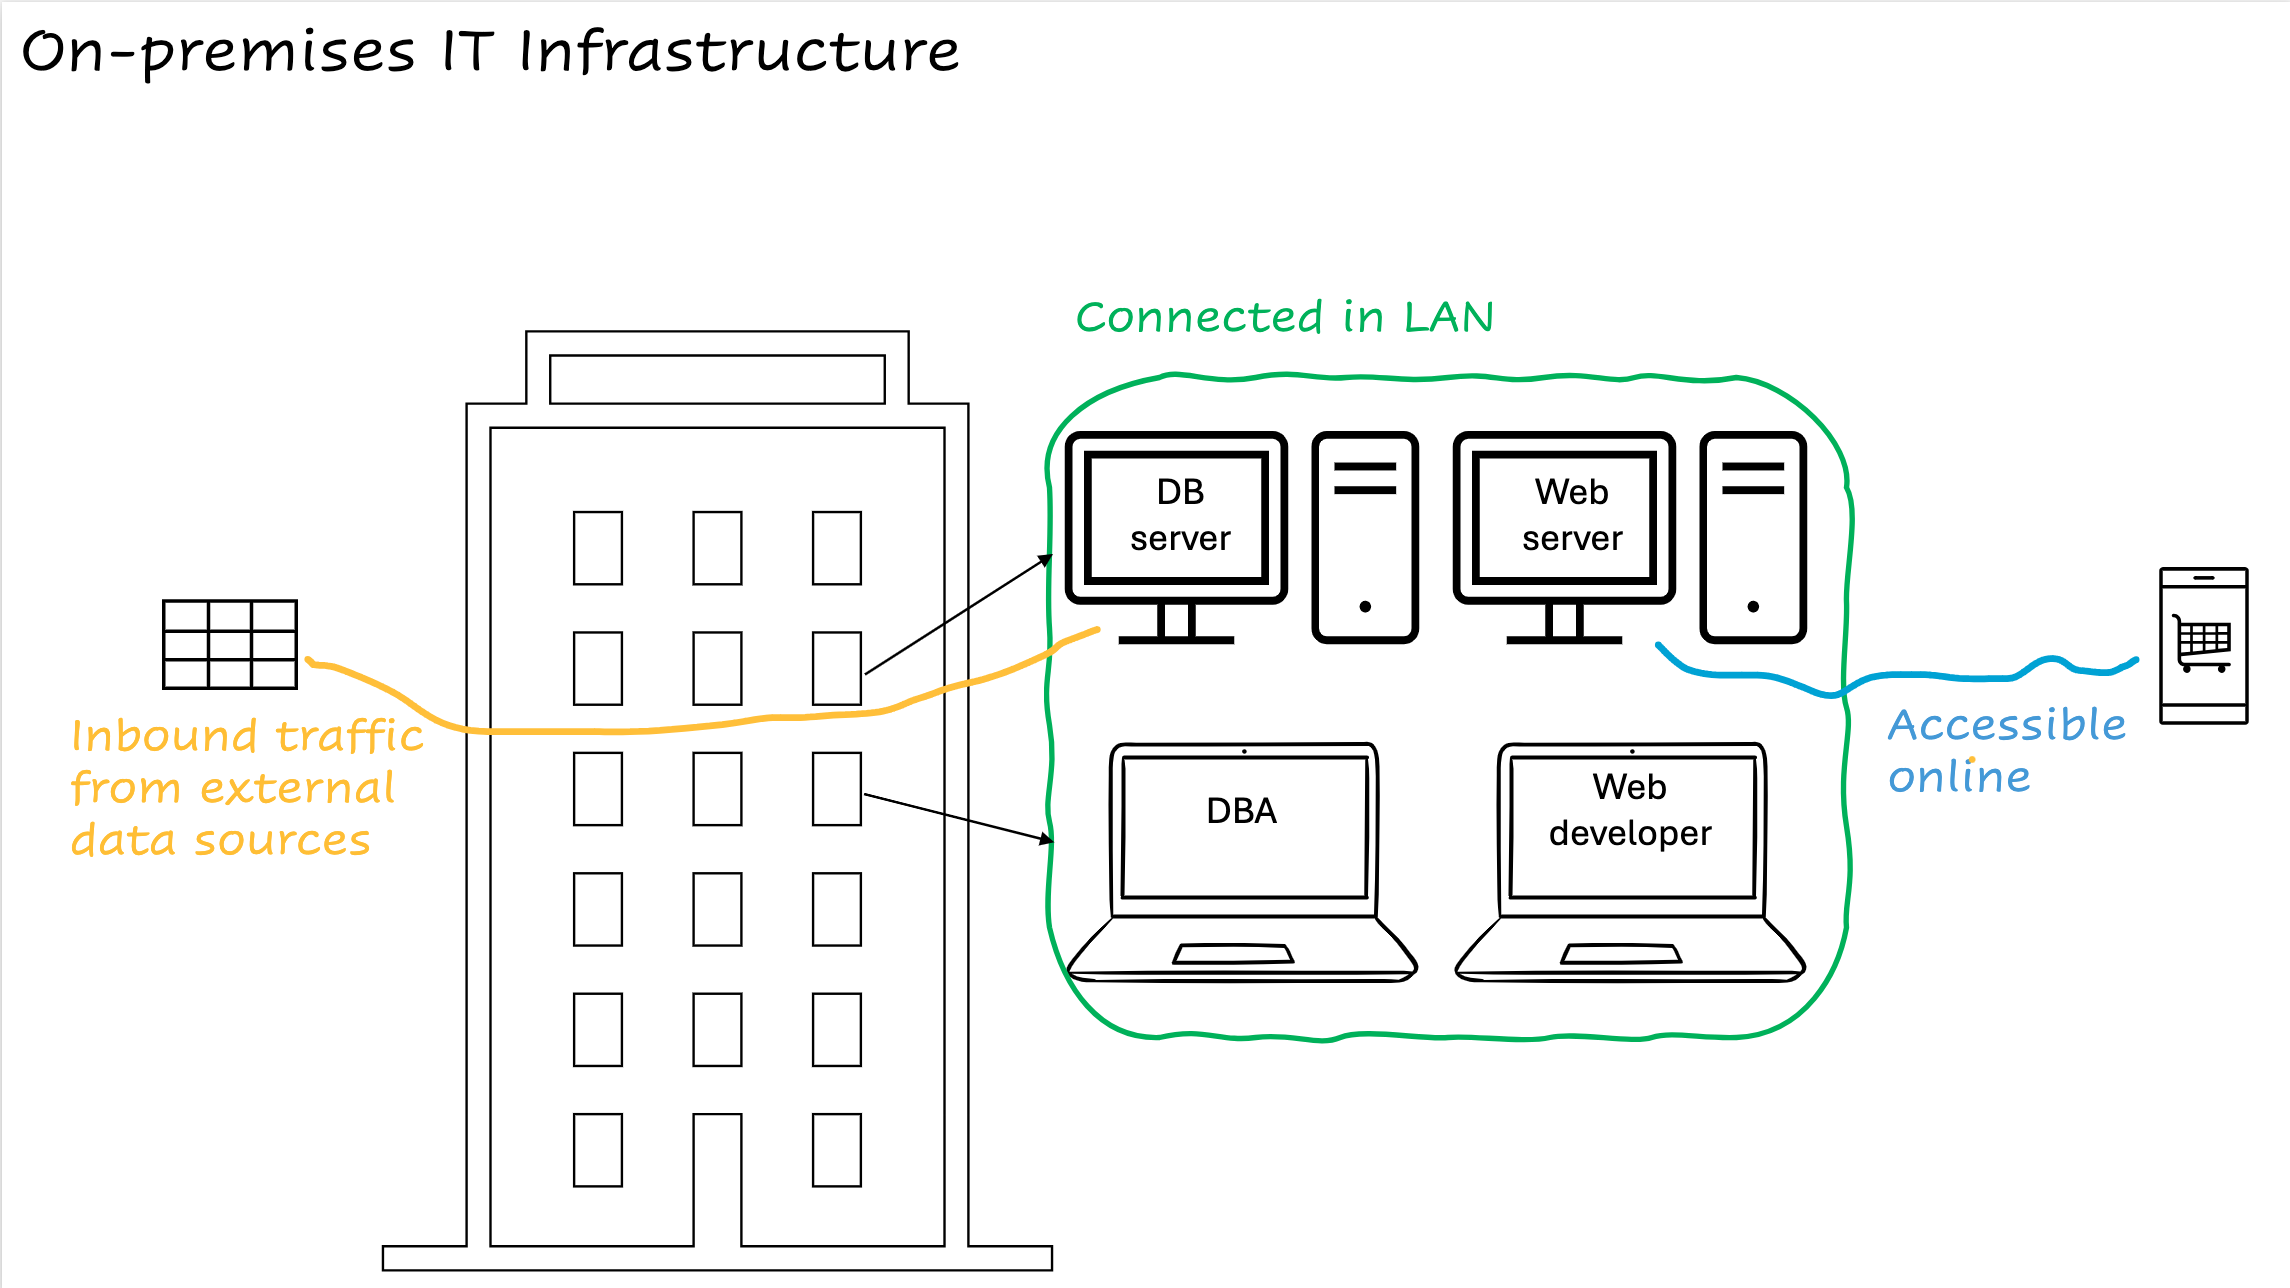 On-premises IT Infrastructure
Connected in LAN
DB
server
Web
server
Inbound traffic
from external
data sources
Accessible
online
DBA
Web
developer